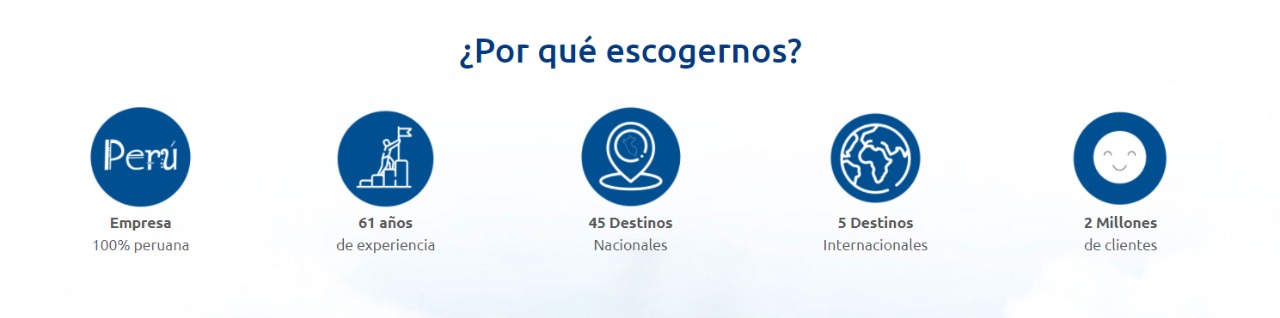 ¿Por qué escogernos?
Perú
Empresa
100% peruana
61 años
de experiencia
45 Destinos
Nacionales
5 Destinos
Internacionales
2 Millones
de clientes